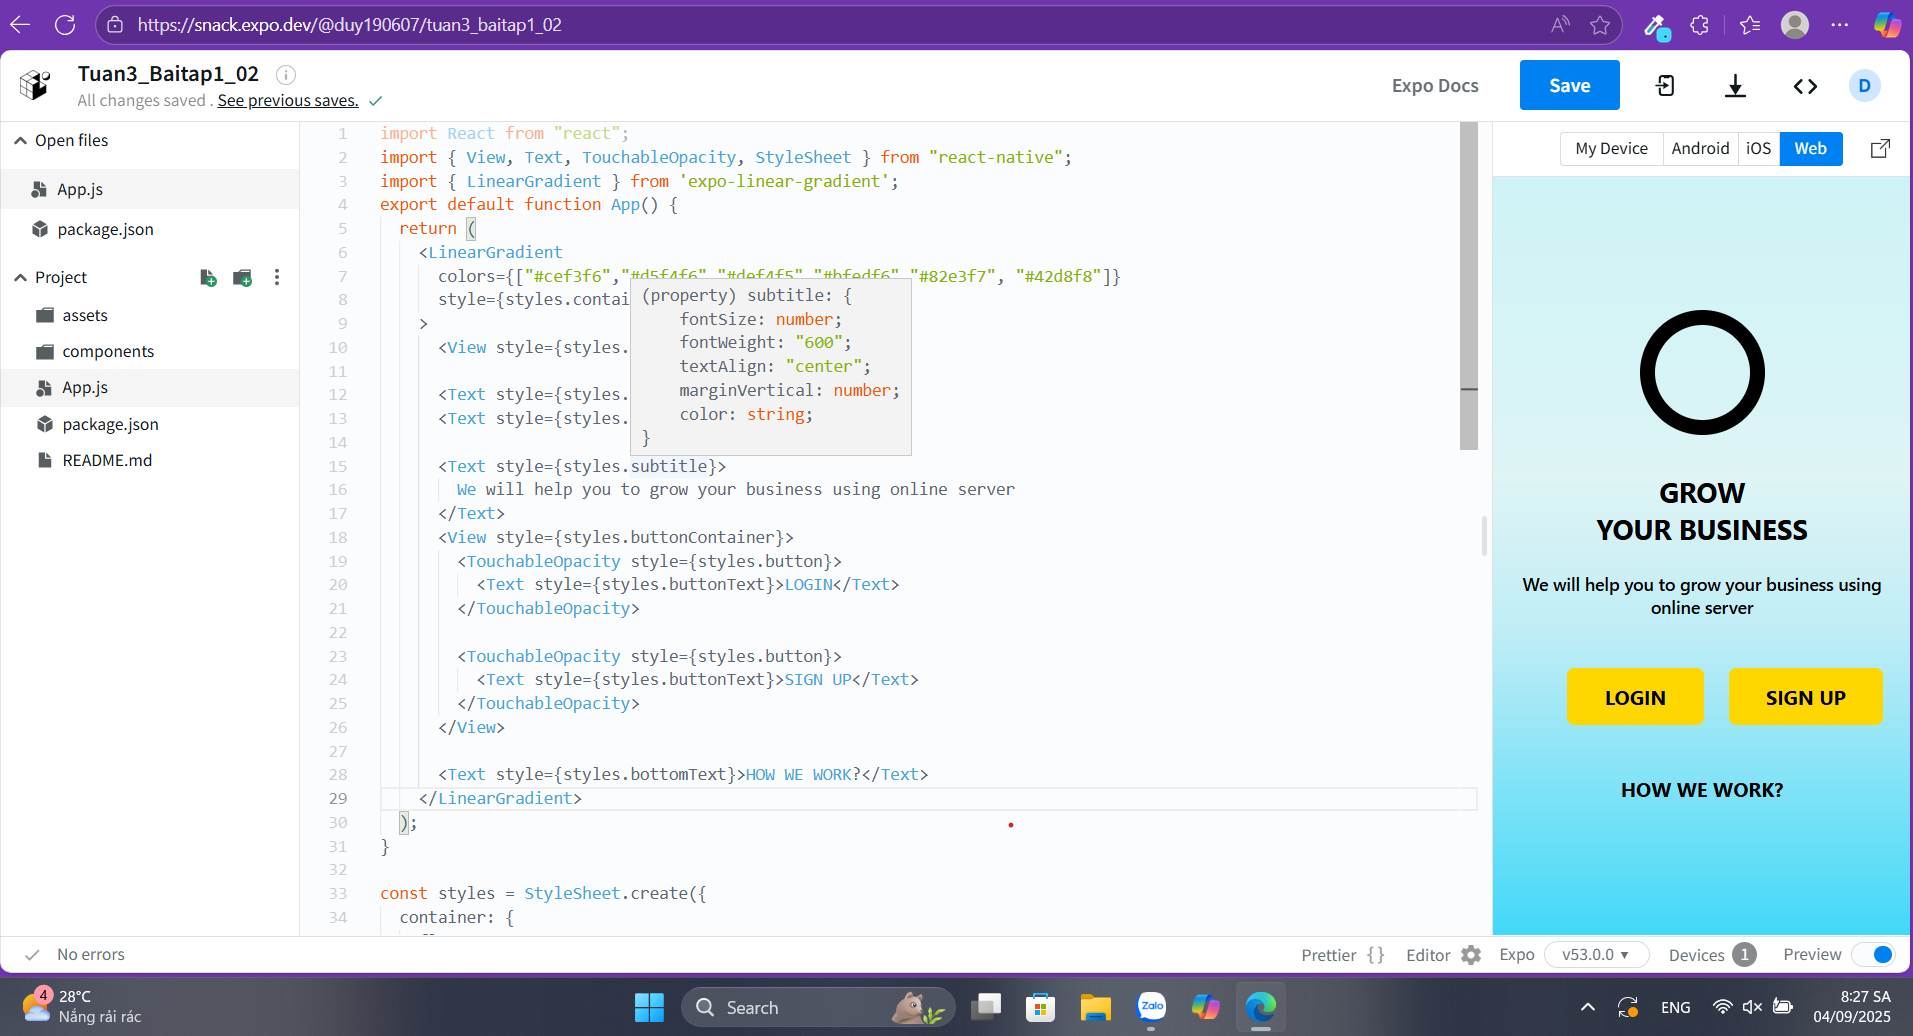 https://snack.expo.dev/@duy190607/tuan3_baitap1_02
Tuan3_Baitap1_02
All changes saved . See previous saves.
Expo Docs
Save
D
Open files
App.js
package.json
Project
assets
components
App.js
package.json
README.md
1 import React from "react";
2 import { View, Text, TouchableOpacity, StyleSheet } from "react-native";
3 import { LinearGradient } from 'expo-linear-gradient';
4 export default function App() {
5 return (
6 <LinearGradient
7 colors={["#cef3f6","#d5f4f6","#def4f5","#bfedf6","#82e3f7", "#42d8f8"]}
8 style={styles.contai
9 >
10 <View style={styles.
11
12 <Text style={styles.
13 <Text style={styles.
14
15 <Text style={styles.subtitle}>
16 We will help you to grow your business using online server
17 </Text>
18 <View style={styles.buttonContainer}>
19 <TouchableOpacity style={styles.button}>
20 <Text style={styles.buttonText}>LOGIN</Text>
21 </TouchableOpacity>
22
23 <TouchableOpacity style={styles.button}>
24 <Text style={styles.buttonText}>SIGN UP</Text>
25 </TouchableOpacity>
26 </View>
27
28 <Text style={styles.bottomText}>HOW WE WORK?</Text>
29 </LinearGradient>
30 );
31 }
32
33 const styles = StyleSheet.create({
34 container: {
(property) subtitle: {
fontSize: number;
fontWeight: "600";
textAlign: "center";
marginVertical: number;
color: string;
}
My Device Android iOS Web
GROW
YOUR BUSINESS
We will help you to grow your business using
online server
LOGIN SIGN UP
HOW WE WORK?
No errors
Prettier {} Editor Expo v53.0.0 Devices 1 Preview
4
28°C
Nắng rải rác
Search
Zalo
ENG
8:27 SA
04/09/2025